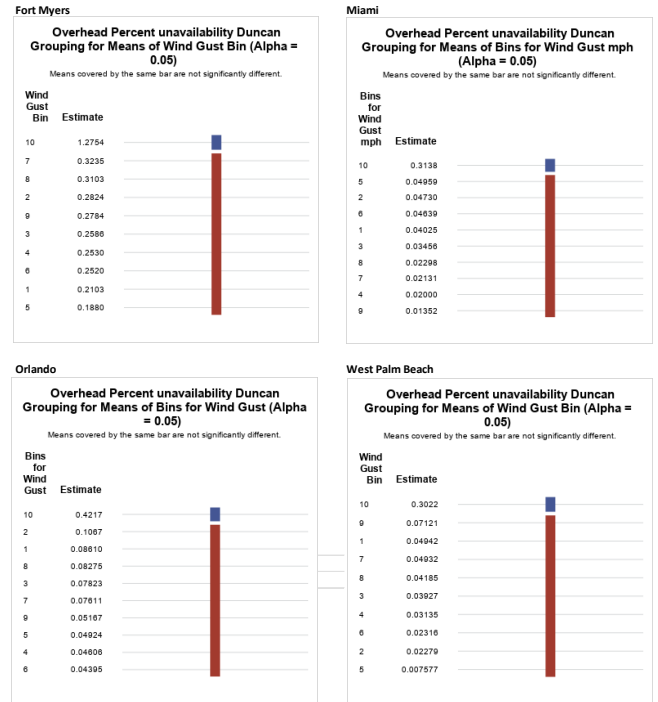 Fort Myers
Overhead Percent unavailability Duncan
Grouping for Means of Wind Gust Bin (Alpha =
0.05)
Means covered by the same bar are not significantly different.
Wind
Gust
Bin Estimate
10 1.2754
7 0.3235
8 0.3103
2 0.2824
9 0.2784
3 0.2586
4 0.2530
6 0.2520
1 0.2103
5 0.1880
Miami
Overhead Percent unavailability Duncan
Grouping for Means of Bins for Wind Gust mph
(Alpha = 0.05)
Means covered by the same bar are not significantly different.
Bins
for
Wind
Gust
mph Estimate
10 0.3138
5 0.04959
2 0.04730
6 0.04639
1 0.04025
3 0.03456
8 0.02298
7 0.02131
4 0.02000
9 0.01352
Orlando
Overhead Percent unavailability Duncan
Grouping for Means of Bins for Wind Gust (Alpha
= 0.05)
Means covered by the same bar are not significantly different.
Bins
for
Wind
Gust Estimate
10 0.4217
2 0.1067
1 0.08610
8 0.08275
3 0.07823
7 0.07611
9 0.05167
5 0.04924
4 0.04606
6 0.04395
West Palm Beach
Overhead Percent unavailability Duncan
Grouping for Means of Wind Gust Bin (Alpha =
0.05)
Means covered by the same bar are not significantly different.
Wind
Gust
Bin Estimate
10 0.3022
9 0.07121
1 0.04942
7 0.04932
8 0.04185
3 0.03927
4 0.03135
6 0.02316
2 0.02279
5 0.007577